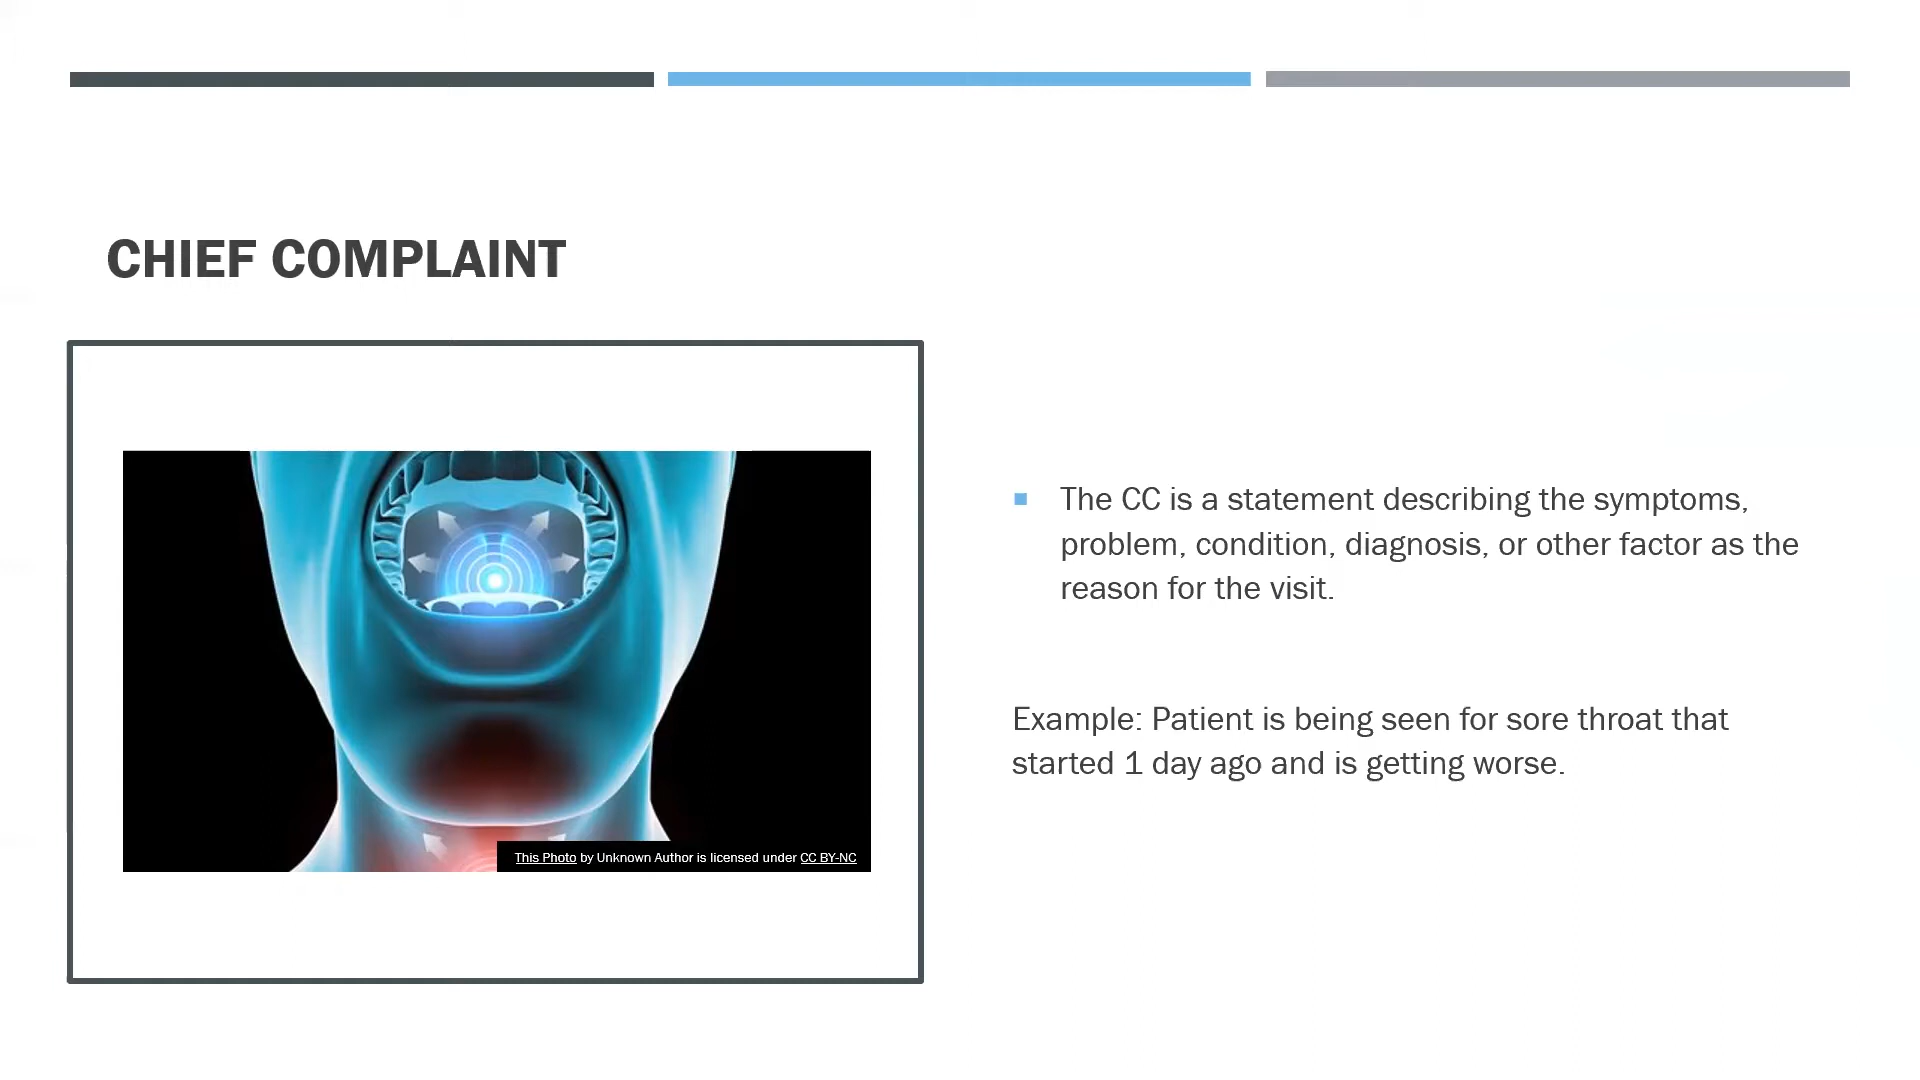 CHIEF COMPLAINT
The CC is a statement describing the symptoms,
problem, condition, diagnosis, or other factor as the
reason for the visit.
Example: Patient is being seen for sore throat that
started 1 day ago and is getting worse.
This Photo by Unknown Author is licensed under CC BY-NC